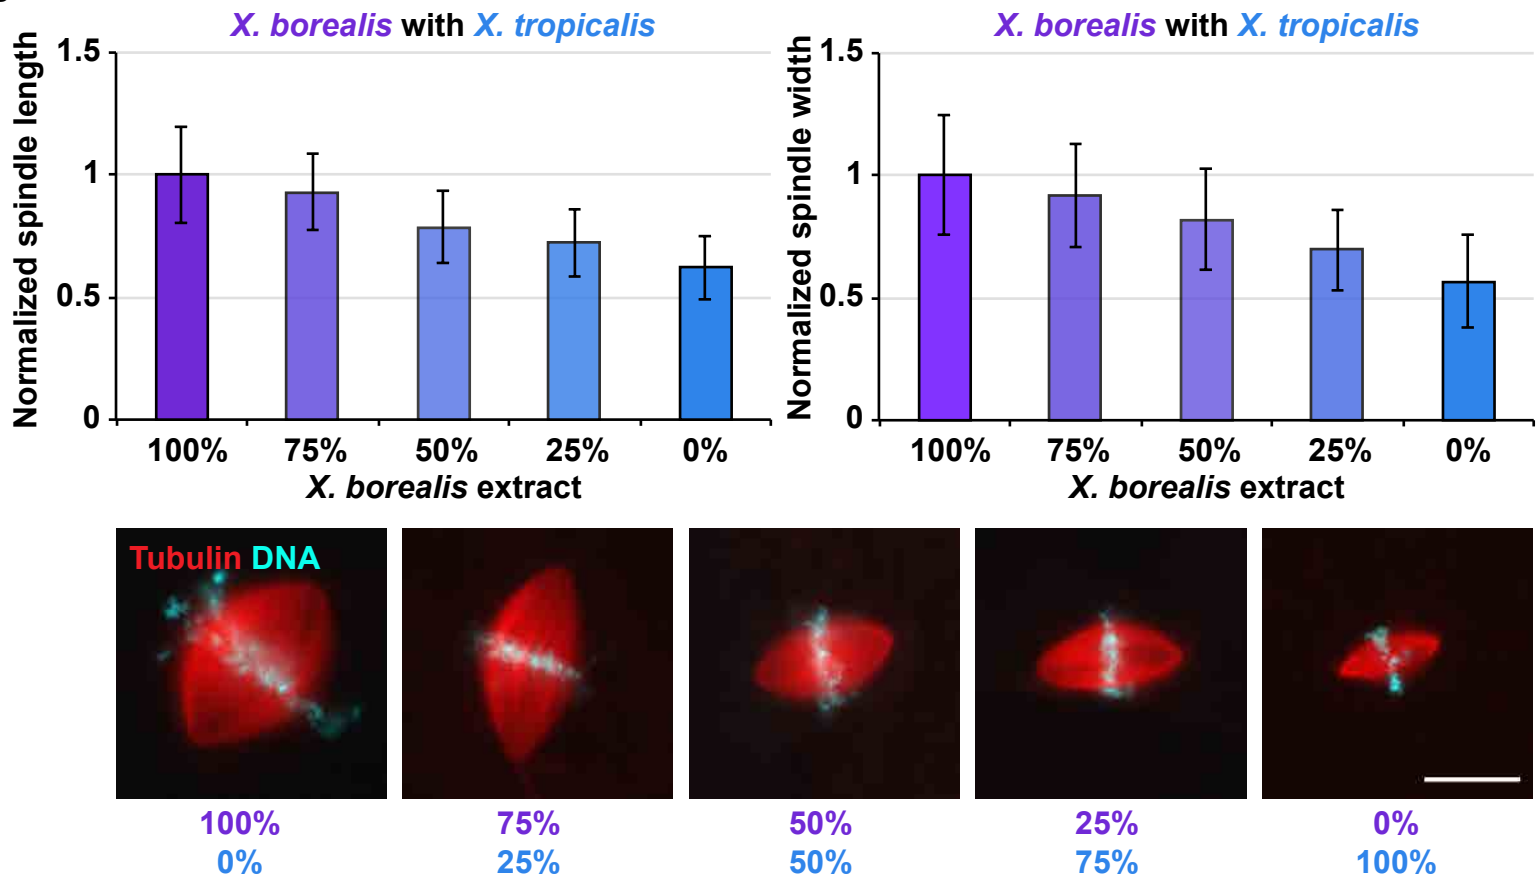 X. borealis with X. tropicalis
Normalized spindle length
1.5
1
0.5
0
100% 75% 50% 25% 0%
X. borealis extract
X. borealis with X. tropicalis
Normalized spindle width
1.5
1
0.5
0
100% 75% 50% 25% 0%
X. borealis extract
Tubulin DNA
100% 75% 50% 25% 0%
0% 25% 50% 75% 100%